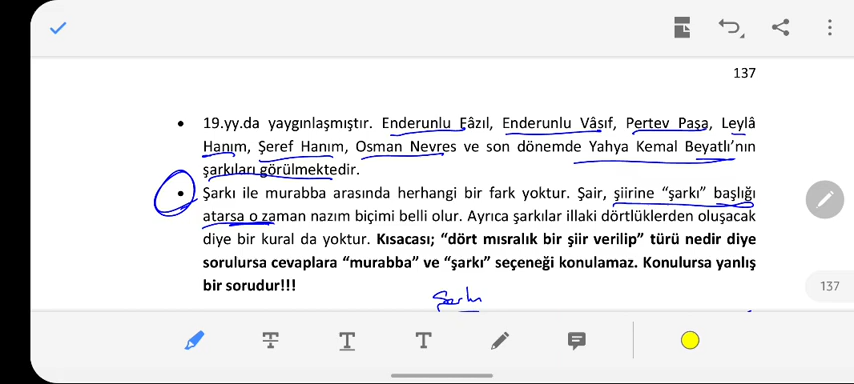 137
• 19.yy.da yaygınlaşmıştır. Enderunlu Fâzıl, Enderunlu Vâsıf, Pertev Paşa, Leylâ
Hanım, Şeref Hanım, Osman Nevres ve son dönemde Yahya Kemal Beyatlı’nın
şarkıları görülmektedir.
• Şarkı ile murabba arasında herhangi bir fark yoktur. Şair, şiirine “şarkı” başlığı
atarsa o zaman nazım biçimi belli olur. Ayrıca şarkılar illaki dörtlüklerden oluşacak
diye bir kural da yoktur. Kısacası; “dört mısralık bir şiir verilip” türü nedir diye
sorulursa cevaplara “murabba” ve “şarkı” seçeneği konulamaz. Konulursa yanlış
bir sorudur!!!
137
Şarkı
T
T
T